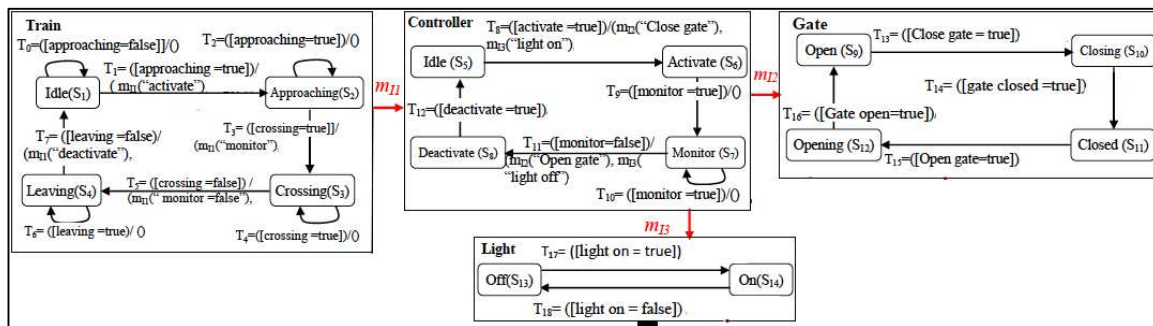 Train
T0=([approaching=false]]/()
T2=([approaching=true])/()
T1= ([approaching =true])/
( mI1(“activate”)
Idle(S1)
Approaching(S2)
T7= ([leaving =false)/
(mI1(“deactivate”),
T3= ([crossing=true]]/
(mI1(“monitor”)
Leaving(S4)
T5= ([crossing =false]) /
(mI1(“ monitor =false”),
Crossing(S3)
T6= ([leaving =true)/ ()
T4=([crossing =true])/()
mI1
Controller
T8= ([activate =true])/(mI2(“Close gate”),
mI3(“light on”)
Idle (S5)
Activate (S6)
T9= ([monitor =true])/()
T12= ([deactivate =true])
T11= ([monitor=false])/
(mI2(“Open gate”), mI(
“light off”)
Deactivate (S8)
Monitor (S7)
T10= ([monitor =true])/()
mI2
mI3
Gate
T13= ([Close gate = true])
Open (S9)
Closing (S10)
T14= ([gate closed =true])
T16= ([Gate open=true])
Opening (S12)
Closed (S11)
T15= ([Open gate=true])
Light
T17= ([light on = true])
Off(S13)
On(S14)
T18= ([light on = false])